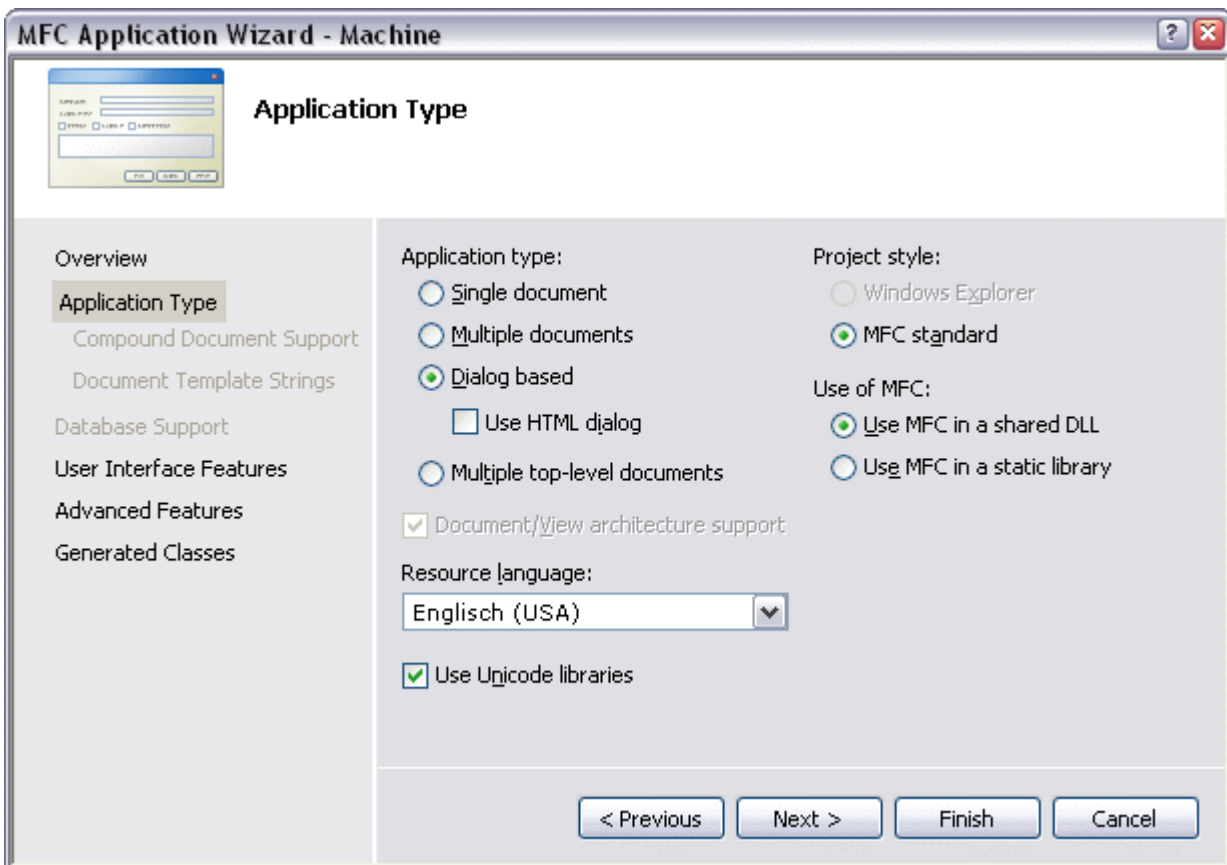 MFC Application Wizard - Machine
Application Type
Overview
Application Type
Compound Document Support
Document Template Strings
Database Support
User Interface Features
Advanced Features
Generated Classes
Application type:
Single document
Multiple documents
Dialog based
Use HTML dialog
Multiple top-level documents
Document/View architecture support
Resource language:
Englisch (USA)
Use Unicode libraries
Project style:
Windows Explorer
MFC standard
Use of MFC:
Use MFC in a shared DLL
Use MFC in a static library
< Previous
Next >
Finish
Cancel